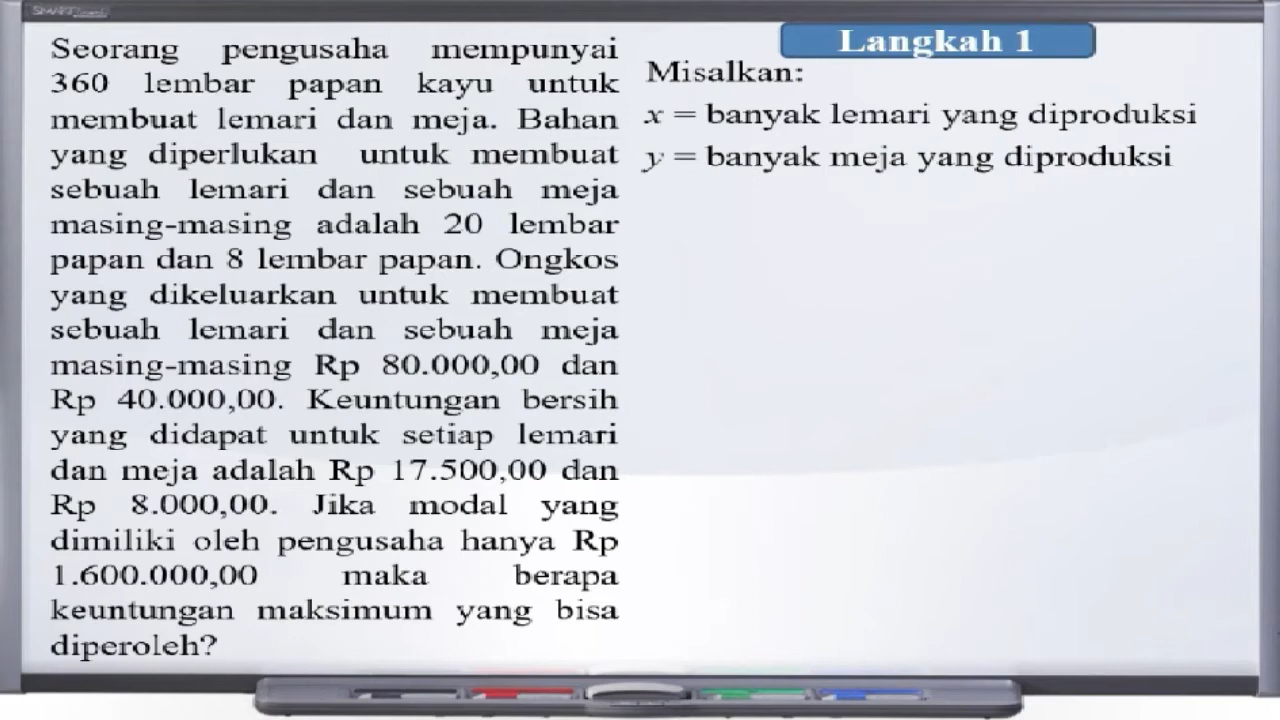 SMART
Seorang pengusaha mempunyai
360 lembar papan kayu untuk
membuat lemari dan meja. Bahan
yang diperlukan untuk membuat
sebuah lemari dan sebuah meja
masing-masing adalah 20 lembar
papan dan 8 lembar papan. Ongkos
yang dikeluarkan untuk membuat
sebuah lemari dan sebuah meja
masing-masing Rp 80.000,00 dan
Rp 40.000,00. Keuntungan bersih
yang didapat untuk setiap lemari
dan meja adalah Rp 17.500,00 dan
Rp 8.000,00. Jika modal yang
dimiliki oleh pengusaha hanya Rp
1.600.000,00 maka berapa
keuntungan maksimum yang bisa
diperoleh?
Langkah 1
Misalkan:
x = banyak lemari yang diproduksi
y = banyak meja yang diproduksi